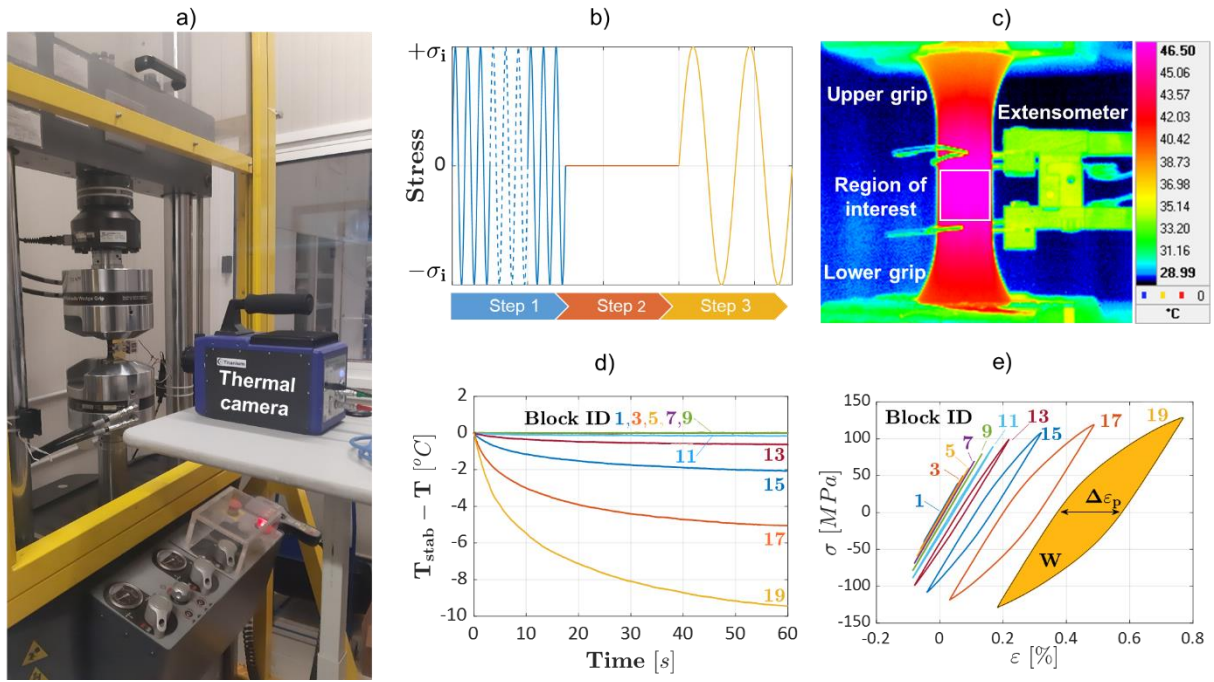 a)
Thermal
camera
b)
Stress
+σi
0
−σi
Step 1
Step 2
Step 3
c)
Upper grip
Extensometer
Region of
interest
Lower grip
46.50
45.06
43.57
42.03
40.42
38.73
36.98
35.14
33.20
31.16
28.99
0
°C
d)
Tstab − T [°C]
2
0
-2
-4
-6
-8
-10
Block ID 1,3,5,7,9
11
13
15
17
19
0
10
20
30
40
50
60
Time [s]
e)
σ [MPa]
150
100
50
0
-50
-100
-150
Block ID
1
3
5
7
9
11
13
15
17
19
Δεp
W
-0.2
0
0.2
0.4
0.6
0.8
ε [%]